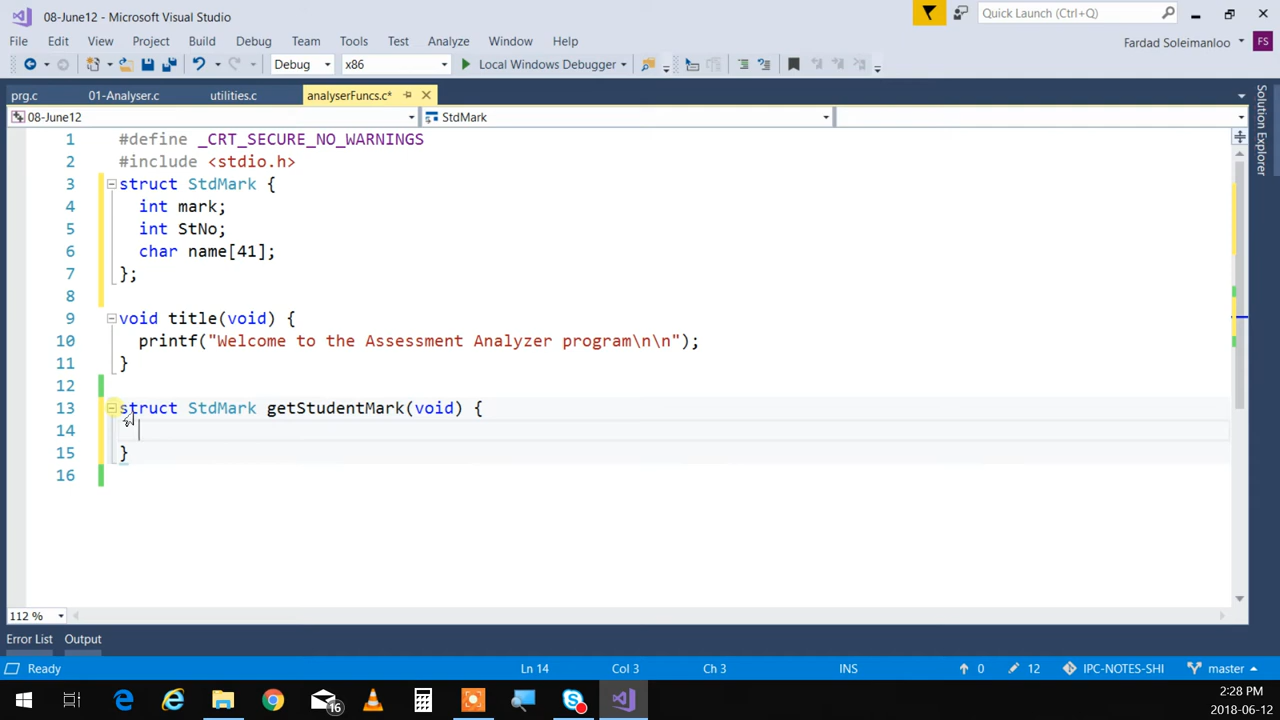 08-June12 - Microsoft Visual Studio
Quick Launch (Ctrl+Q)
File Edit View Project Build Debug Team Tools Test Analyze Window Help
Fardad Soleimanloo FS
Debug x86 Local Windows Debugger
prg.c 01-Analyser.c utilities.c analyserFuncs.c*
Solution Explorer
08-June12 StdMark
1 #define _CRT_SECURE_NO_WARNINGS
2 #include <stdio.h>
3 struct StdMark {
4 int mark;
5 int StNo;
6 char name[41];
7 };
8
9 void title(void) {
10 printf("Welcome to the Assessment Analyzer program\n\n");
11 }
12
13 struct StdMark getStudentMark(void) {
14
15 }
16
112 %
Error List Output
Ready Ln 14 Col 3 Ch 3 INS 0 12 IPC-NOTES-SHI master
16
2:28 PM
2018-06-12